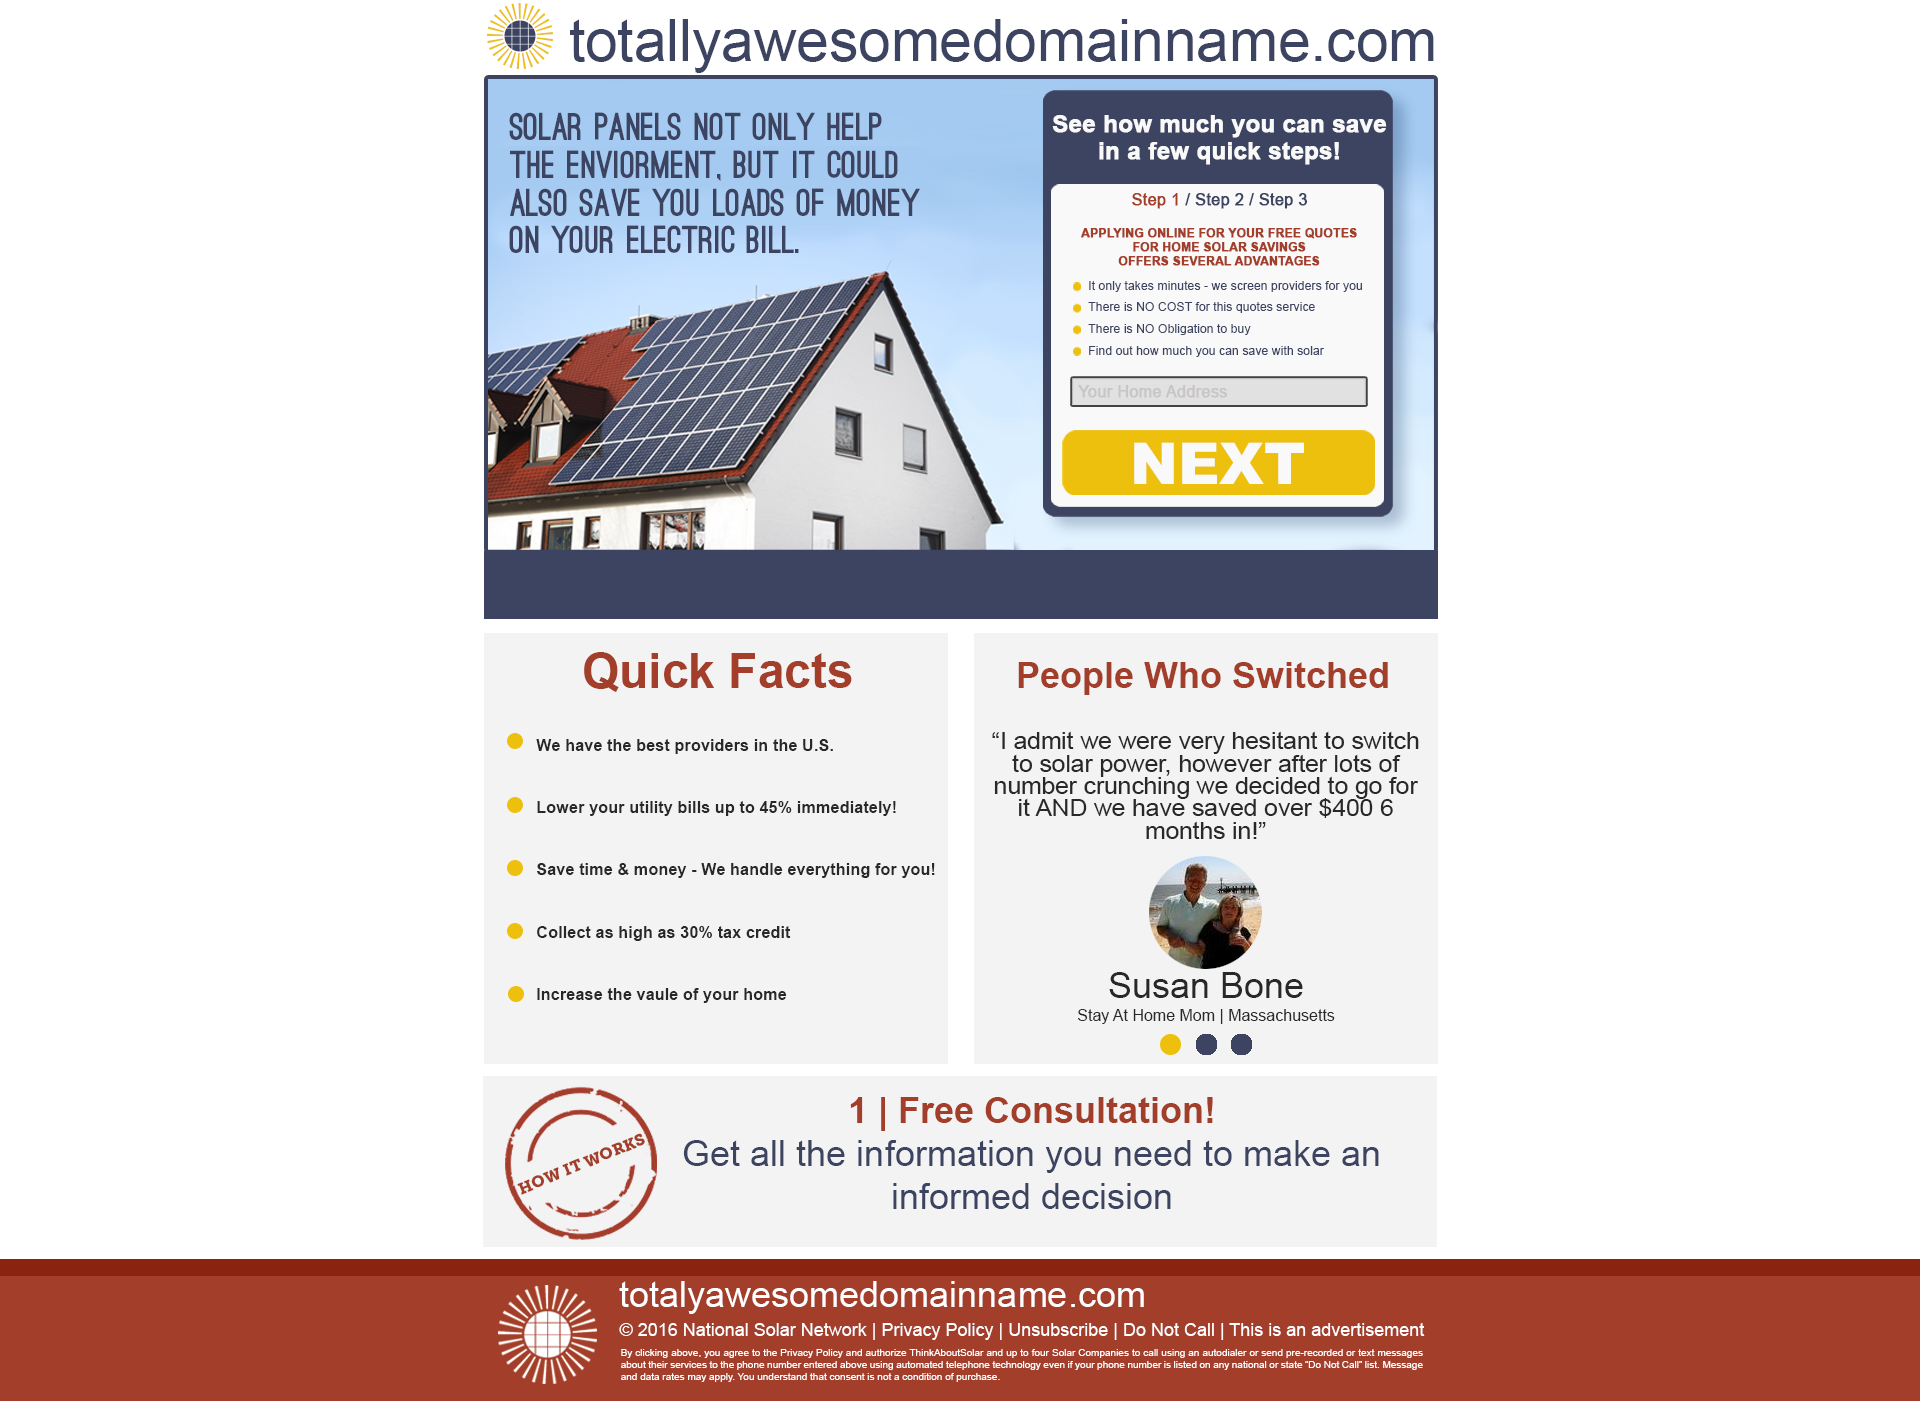 totallyawesomedomainname.com
SOLAR PANELS NOT ONLY HELP
THE ENVIORMENT, BUT IT COULD
ALSO SAVE YOU LOADS OF MONEY
ON YOUR ELECTRIC BILL.
See how much you can save
in a few quick steps!
Step 1 / Step 2 / Step 3
APPLYING ONLINE FOR YOUR FREE QUOTES
FOR HOME SOLAR SAVINGS
OFFERS SEVERAL ADVANTAGES
It only takes minutes - we screen providers for you
There is NO COST for this quotes service
There is NO Obligation to buy
Find out how much you can save with solar
Your Home Address
NEXT
Quick Facts
We have the best providers in the U.S.
Lower your utility bills up to 45% immediately!
Save time & money - We handle everything for you!
Collect as high as 30% tax credit
Increase the vaule of your home
People Who Switched
“I admit we were very hesitant to switch
to solar power, however after lots of
number crunching we decided to go for
it AND we have saved over $400 6
months in!”
Susan Bone
Stay At Home Mom | Massachusetts
HOW IT WORKS
1 | Free Consultation!
Get all the information you need to make an
informed decision
totalyawesomedomainname.com
© 2016 National Solar Network | Privacy Policy | Unsubscribe | Do Not Call | This is an advertisement
By clicking above, you agree to the Privacy Policy and authorize ThinkAboutSolar and up to four Solar Companies to call using an autodialer or send pre-recorded or text messages
about their services to the phone number entered above using automated telephone technology even if your phone number is listed on any national or state "Do Not Call" list. Message
and data rates may apply. You understand that consent is not a condition of purchase.